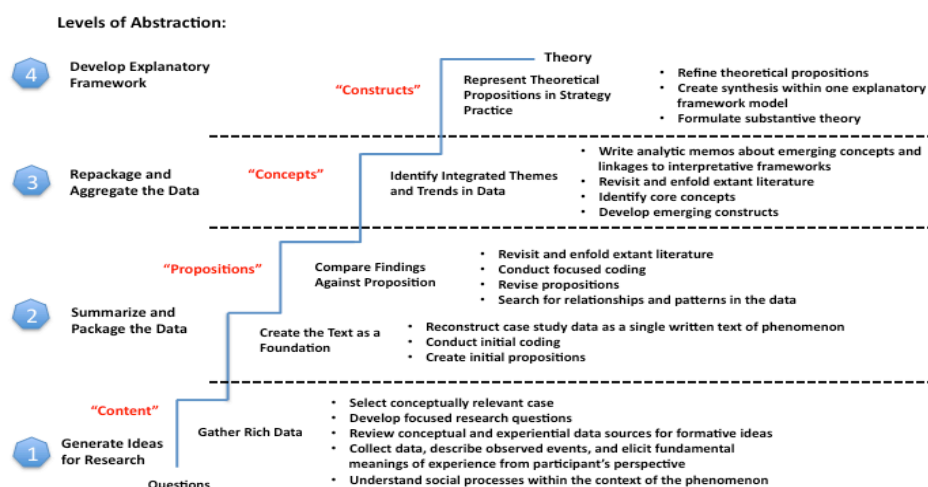 Levels of Abstraction:
4
Develop Explanatory
Framework
"Constructs"
Theory
Represent Theoretical
Propositions in Strategy
Practice
• Refine theoretical propositions
• Create synthesis within one explanatory
framework model
• Formulate substantive theory
3
Repackage and
Aggregate the Data
"Concepts"
Identify Integrated Themes
and Trends in Data
• Write analytic memos about emerging concepts and
linkages to interpretative frameworks
• Revisit and enfold extant literature
• Identify core concepts
• Develop emerging constructs
"Propositions"
Compare Findings
Against Proposition
• Revisit and enfold extant literature
• Conduct focused coding
• Revise propositions
• Search for relationships and patterns in the data
2
Summarize and
Package the Data
Create the Text as a
Foundation
• Reconstruct case study data as a single written text of phenomenon
• Conduct initial coding
• Create initial propositions
"Content"
1
Generate Ideas
for Research
Gather Rich Data
• Select conceptually relevant case
• Develop focused research questions
• Review conceptual and experiential data sources for formative ideas
• Collect data, describe observed events, and elicit fundamental
meanings of experience from participant's perspective
• Understand social processes within the context of the phenomenon
Questions